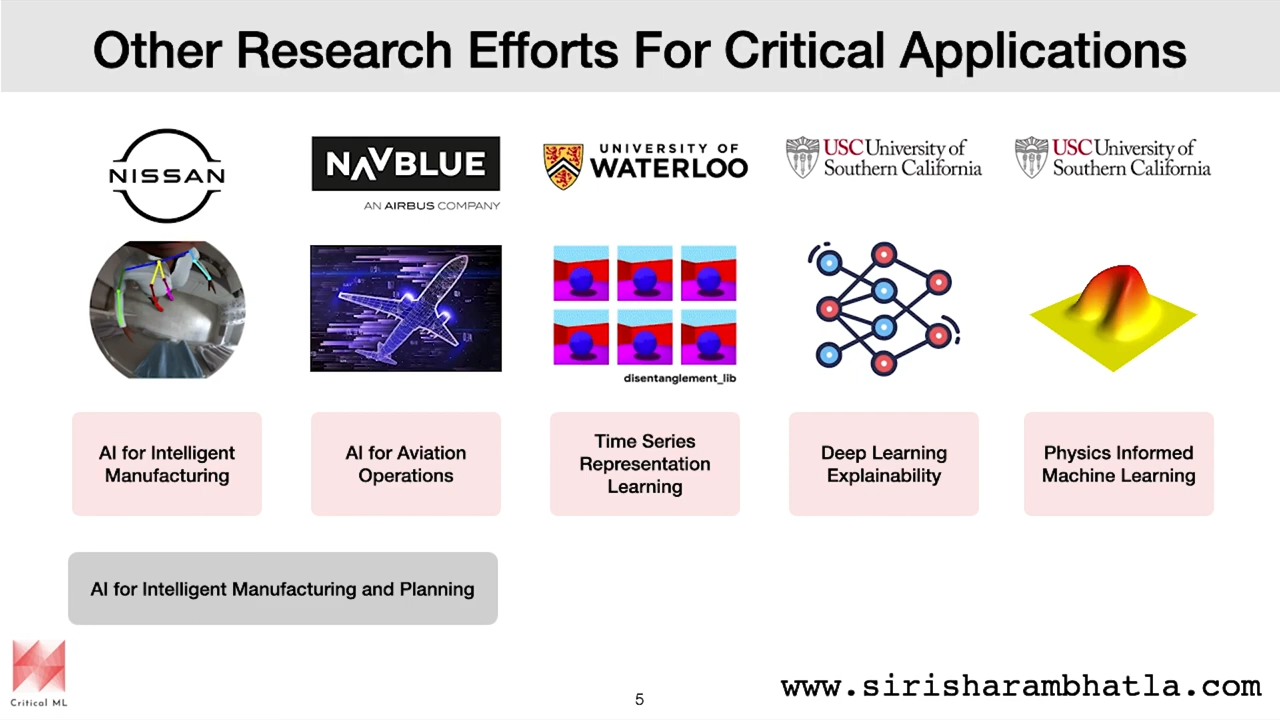 Other Research Efforts For Critical Applications
NISSAN
NAVBLUE
AN AIRBUS COMPANY
UNIVERSITY OF
WATERLOO
USC University of
Southern California
USC University of
Southern California
disentanglement_lib
AI for Intelligent
Manufacturing
AI for Aviation
Operations
Time Series
Representation
Learning
Deep Learning
Explainability
Physics Informed
Machine Learning
AI for Intelligent Manufacturing and Planning
Critical ML
5
www.sirisharambhatla.com